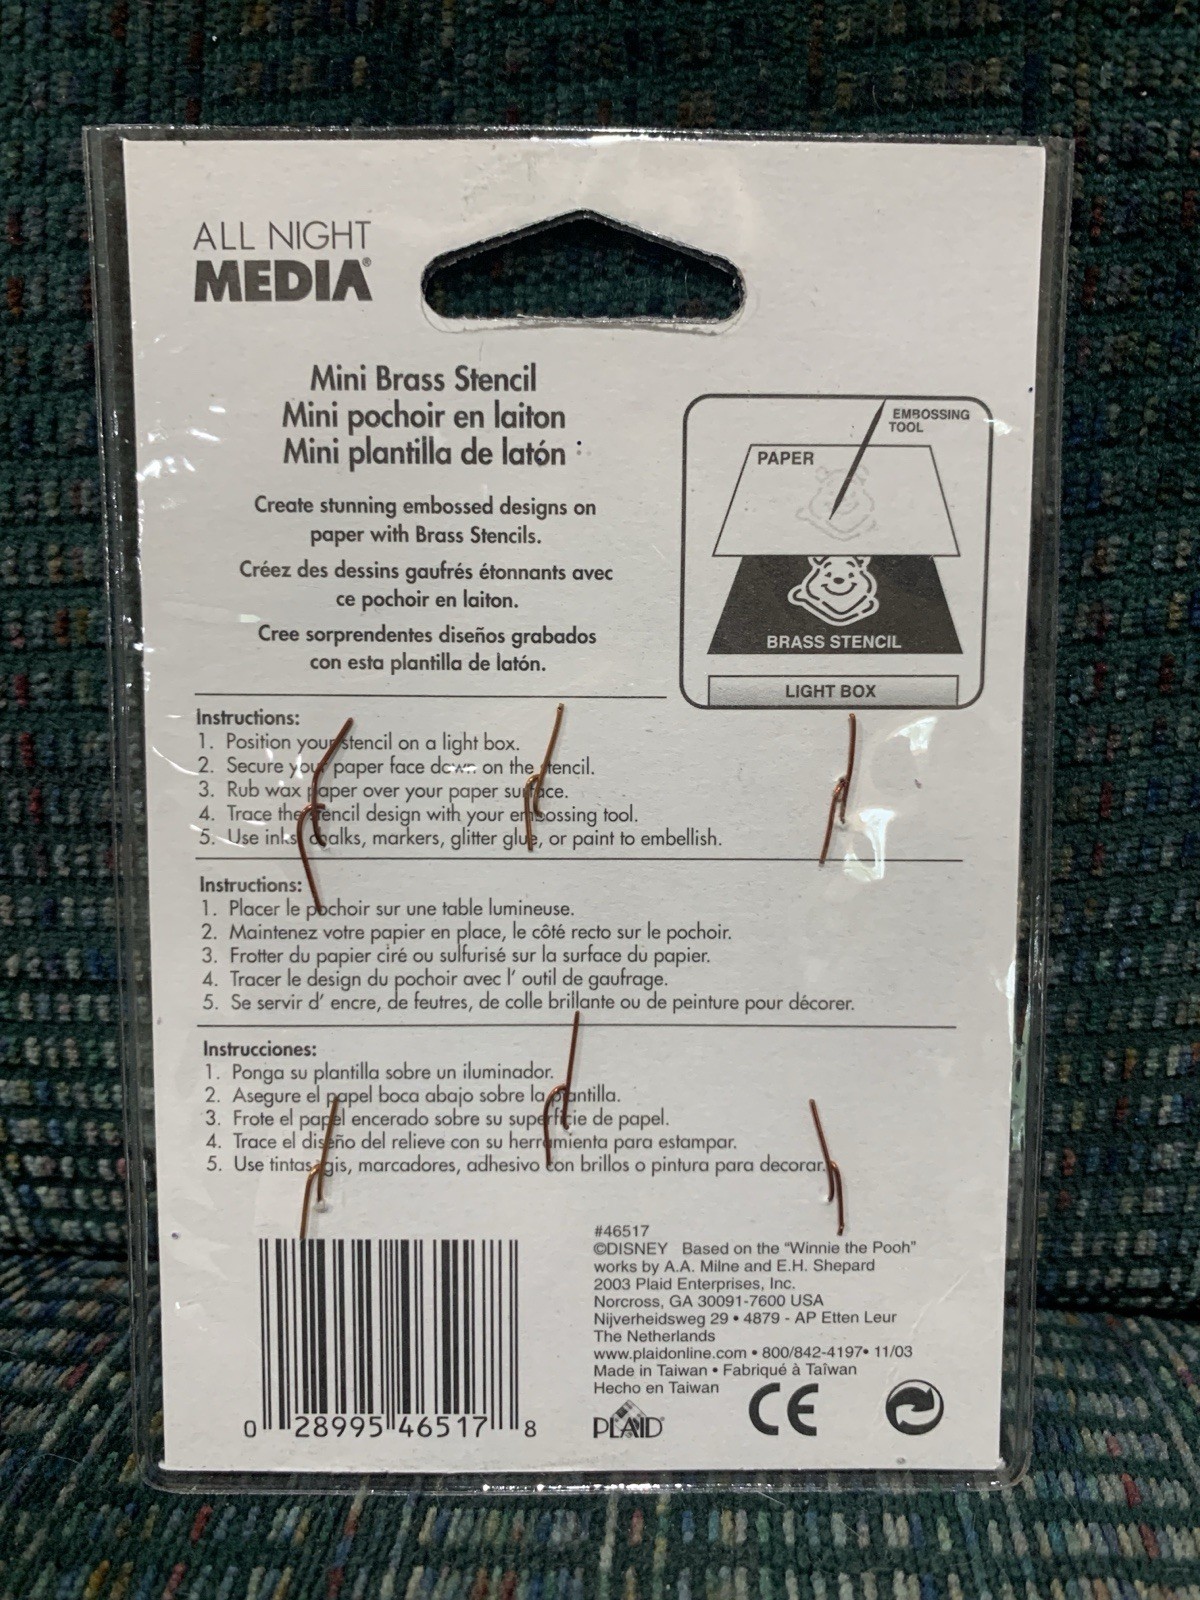 ALL NIGHT
MEDIA®
Mini Brass Stencil
Mini pochoir en laiton
Mini plantilla de latón
Create stunning embossed designs on
paper with Brass Stencils.
Créez des dessins gaufrés étonnants avec
ce pochoir en laiton.
Cree sorprendentes diseños grabados
con esta plantilla de latón.
EMBOSSING
TOOL
PAPER
BRASS STENCIL
LIGHT BOX
Instructions:
1. Position your stencil on a light box.
2. Secure your paper face down on the stencil.
3. Rub wax paper over your paper surface.
4. Trace the stencil design with your embossing tool.
5. Use inks, chalks, markers, glitter glue, or paint to embellish.
Instructions:
1. Placer le pochoir sur une table lumineuse.
2. Maintenez votre papier en place, le côté recto sur le pochoir.
3. Frotter du papier ciré ou sulfurisé sur la surface du papier.
4. Tracer le design du pochoir avec l' outil de gaufrage.
5. Se servir d' encre, de feutres, de colle brillante ou de peinture pour décorer.
Instrucciones:
1. Ponga su plantilla sobre un iluminador.
2. Asegure el papel boca abajo sobre la plantilla.
3. Frote el papel encerado sobre su superficie de papel.
4. Trace el diseño del relieve con su herramienta para estampar.
5. Use tintas, gis, marcadores, adhesivo con brillos o pintura para decorar.
#46517
©DISNEY Based on the "Winnie the Pooh"
works by A.A. Milne and E.H. Shepard
2003 Plaid Enterprises, Inc.
Norcross, GA 30091-7600 USA
Nijverheidsweg 29 • 4879 - AP Etten Leur
The Netherlands
www.plaidonline.com • 800/842-4197• 11/03
Made in Taiwan • Fabriqué à Taîwan
Hecho en Taiwan
PLAID® CE
0 28995 46517 8